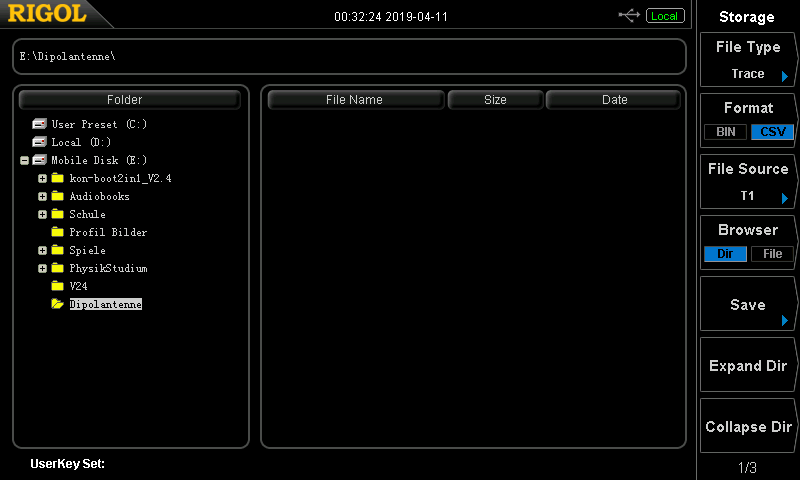 RIGOL
00:32:24 2019-04-11
Local
Storage
E:\Dipolantenne\
Folder
User Preset (C:)
Local (D:)
Mobile Disk (E:)
kon-boot2in1_V2.4
Audiobooks
Schule
Profil Bilder
Spiele
PhysikStudium
V24
Dipolantenne
File Name Size Date
File Type
Trace
Format
BIN CSV
File Source
T1
Browser
Dir File
Save
Expand Dir
Collapse Dir
UserKey Set:
1/3